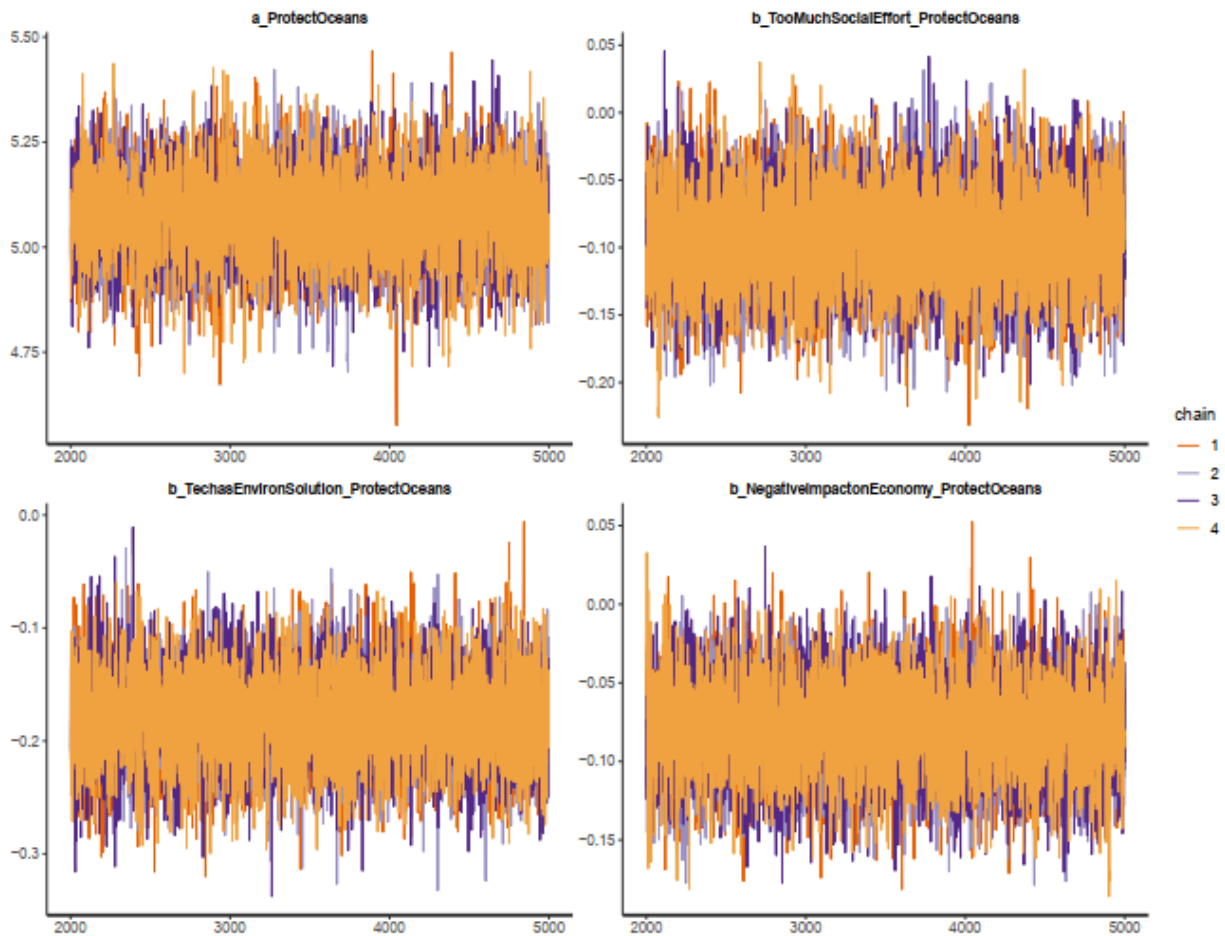 a_ProtectOceans
5.50
5.25
5.00
4.75
2000 3000 4000 5000
b_TooMuchSocialEffort_ProtectOceans
0.05
0.00
−0.05
−0.10
−0.15
−0.20
2000 3000 4000 5000
b_TechasEnvironSolution_ProtectOceans
0.0
−0.1
−0.2
−0.3
2000 3000 4000 5000
b_NegativeImpactonEconomy_ProtectOceans
0.05
0.00
−0.05
−0.10
−0.15
2000 3000 4000 5000
chain
1
2
3
4